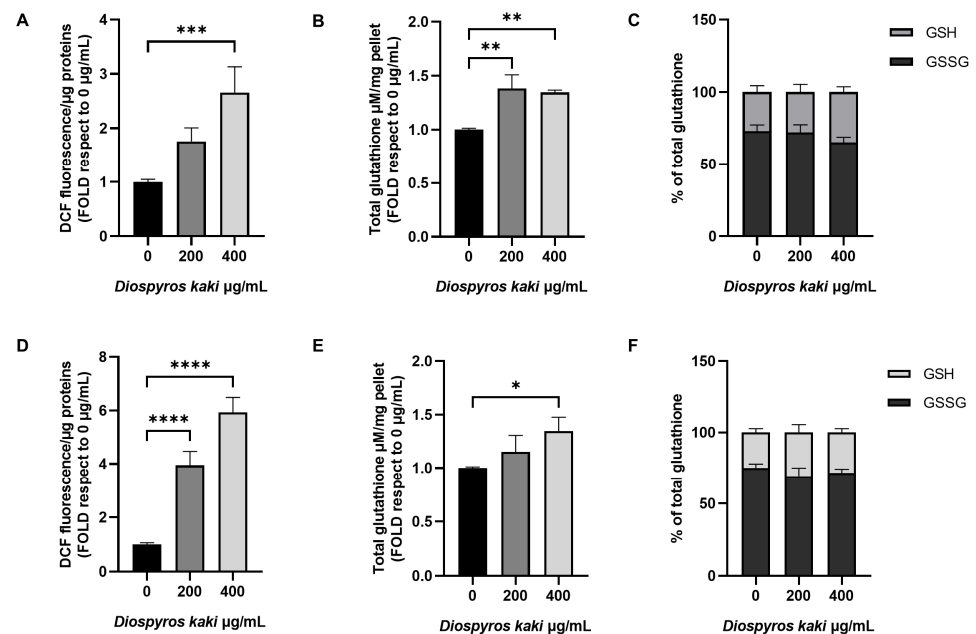 A
DCF fluorescence/µg proteins
(FOLD respect to 0 µg/mL)
4
3
2
1
0
***
0 200 400
Diospyros kaki µg/mL
B
Total glutathione µM/mg pellet
(FOLD respect to 0 µg/mL)
2.0
1.5
1.0
0.5
0.0
**
**
0 200 400
Diospyros kaki µg/mL
C
% of total glutathione
150
100
50
0
GSH
GSSG
0 200 400
Diospyros kaki µg/mL
D
DCF fluorescence/µg proteins
(FOLD respect to 0 µg/mL)
8
6
4
2
0
****
****
0 200 400
Diospyros kaki µg/mL
E
Total glutathione µM/mg pellet
(FOLD respect to 0 µg/mL)
2.0
1.5
1.0
0.5
0.0
*
0 200 400
Diospyros kaki µg/mL
F
% of total glutathione
150
100
50
0
GSH
GSSG
0 200 400
Diospyros kaki µg/mL